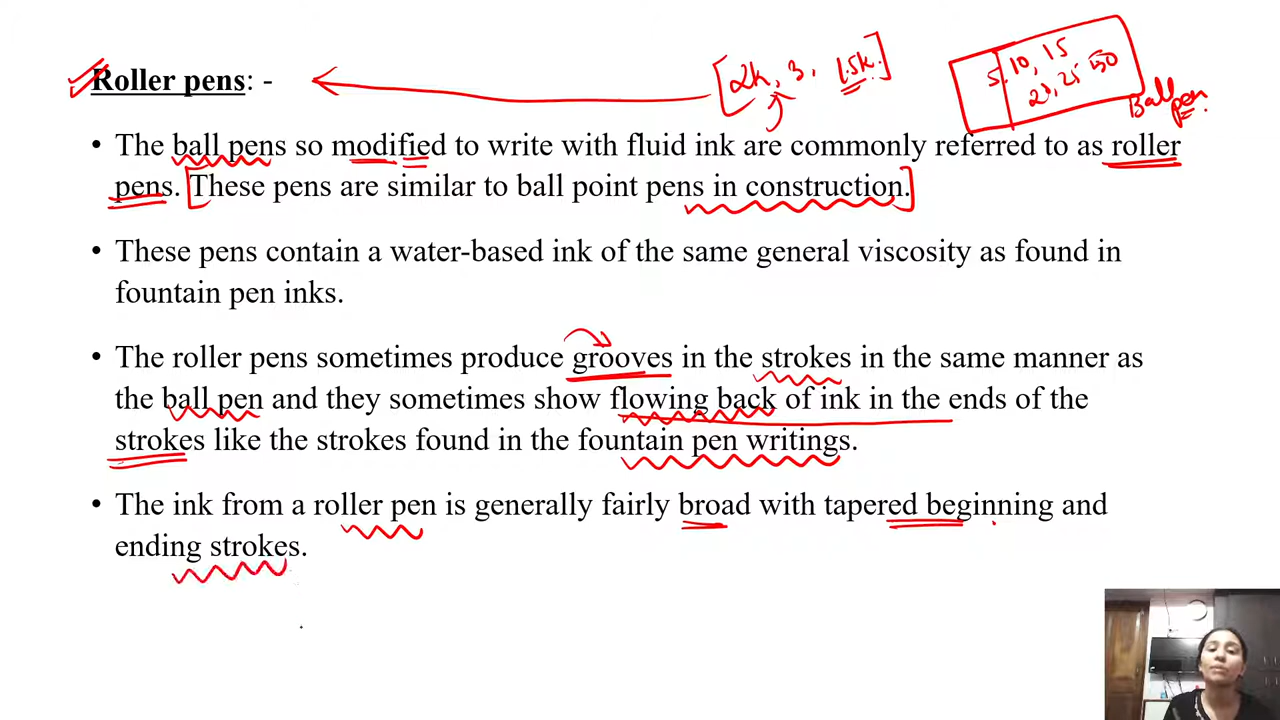 Roller pens: -
[2k, 3, 1.5k.]
5, 10, 15
Ball pen.
• The ball pens so modified to write with fluid ink are commonly referred to as roller
pens. [These pens are similar to ball point pens in construction.]
• These pens contain a water-based ink of the same general viscosity as found in
fountain pen inks.
• The roller pens sometimes produce grooves in the strokes in the same manner as
the ball pen and they sometimes show flowing back of ink in the ends of the
strokes like the strokes found in the fountain pen writings.
• The ink from a roller pen is generally fairly broad with tapered beginning and
ending strokes.